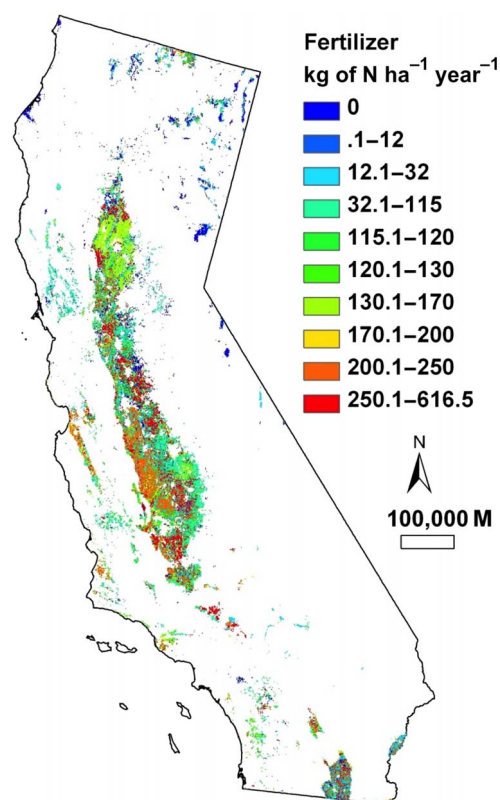 Fertilizer
kg of N ha⁻¹ year⁻¹
0
.1–12
12.1–32
32.1–115
115.1–120
120.1–130
130.1–170
170.1–200
200.1–250
250.1–616.5
N
100,000 M